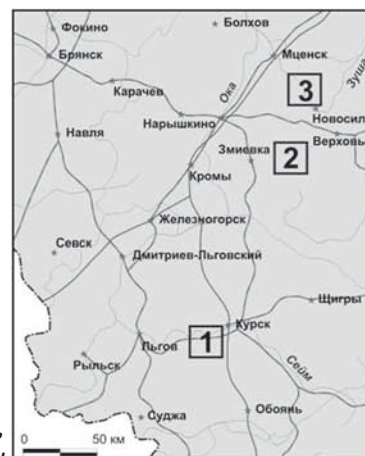 Болхов
Фокино
Брянск
Мценск
Зуша
Карачев
Ока
3
Нарышкино
Новосил
Навля
Верховье
Змиевка
2
Кромы
Железногорск
Севск
Дмитриев-Льговский
Щигры
Курск
1
Льгов
Сейм
Рыльск
Суджа
Обоянь
0 50 км